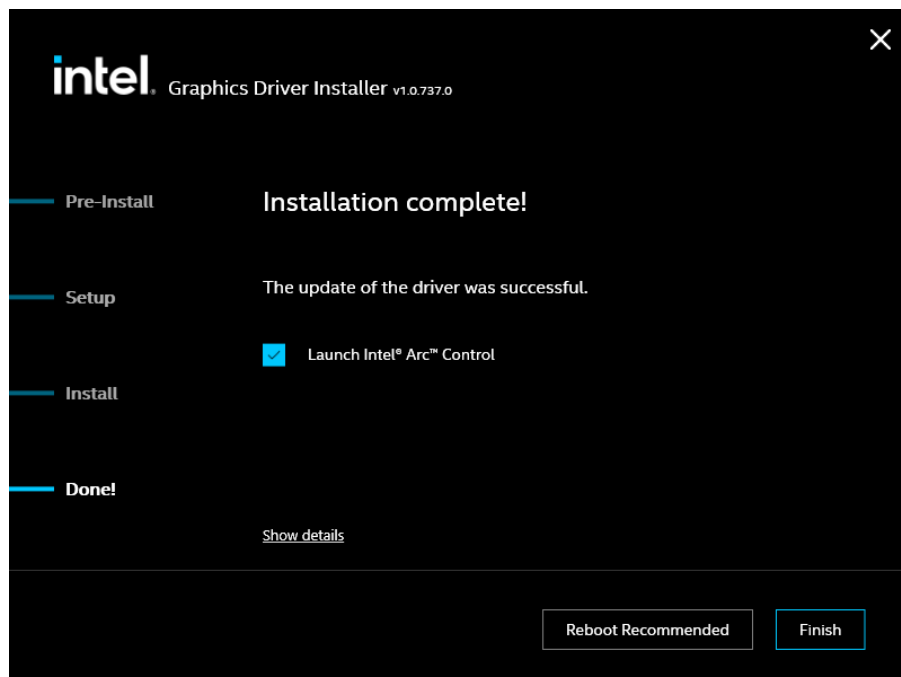 intel. Graphics Driver Installer v1.0.737.0
Pre-Install
Installation complete!
Setup
The update of the driver was successful.
Launch Intel® Arc™ Control
Install
Done!
Show details
Reboot Recommended
Finish